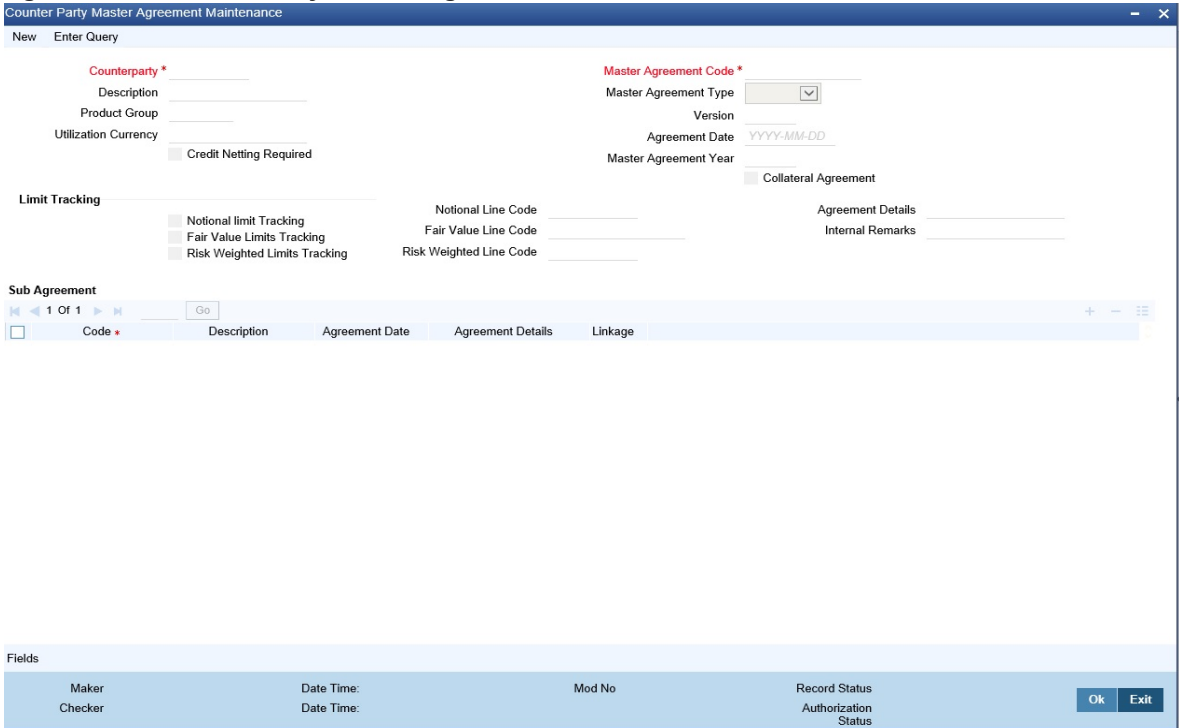 Counter Party Master Agreement Maintenance
New Enter Query
Counterparty *
Description
Product Group
Utilization Currency
Credit Netting Required
Master Agreement Code *
Master Agreement Type
Version
Agreement Date YYYY-MM-DD
Master Agreement Year
Collateral Agreement
Limit Tracking
Notional limit Tracking
Fair Value Limits Tracking
Risk Weighted Limits Tracking
Notional Line Code
Fair Value Line Code
Risk Weighted Line Code
Agreement Details
Internal Remarks
Sub Agreement
1 Of 1 Go
Code * Description Agreement Date Agreement Details Linkage
Fields
Maker Date Time: Mod No Record Status
Checker Date Time: Authorization Status
Ok Exit